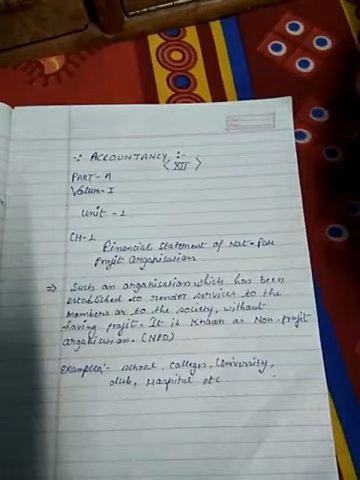 -: ACCOUNTANCY :-
< XII >
PART-A
Volum-I
Unit-1
CH-1
Financial Statement of Not-For
Profit Organisation
⇒ Such an organisation which has been
established to render services to the
members or to the society, without
having profit. It is known as Non-profit
organisation. (NPO)
Examples:- school, colleges, University,
club, Hospital etc.